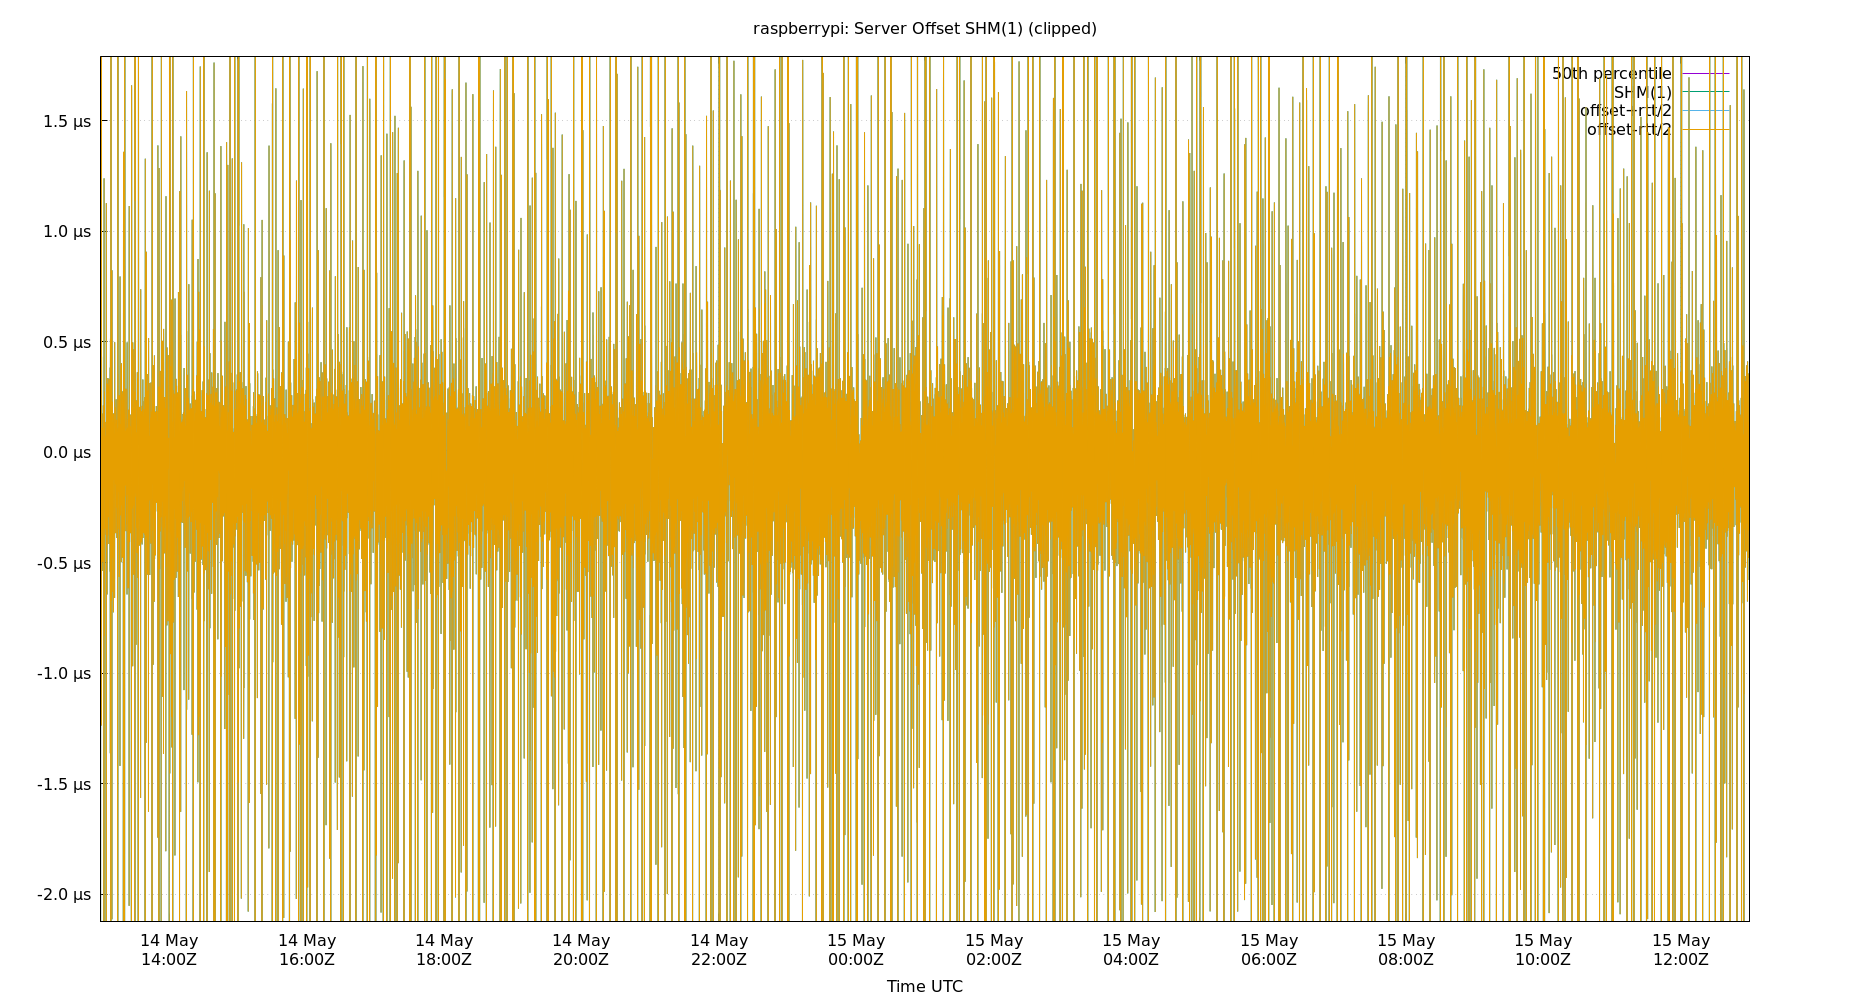 raspberrypi: Server Offset SHM(1) (clipped)
50th percentile
SHM(1)
offset+rtt/2
offset-rtt/2
1.5 µs
1.0 µs
0.5 µs
0.0 µs
-0.5 µs
-1.0 µs
-1.5 µs
-2.0 µs
14 May 14 May 14 May 14 May 14 May 15 May 15 May 15 May 15 May 15 May 15 May 15 May
14:00Z 16:00Z 18:00Z 20:00Z 22:00Z 00:00Z 02:00Z 04:00Z 06:00Z 08:00Z 10:00Z 12:00Z
Time UTC